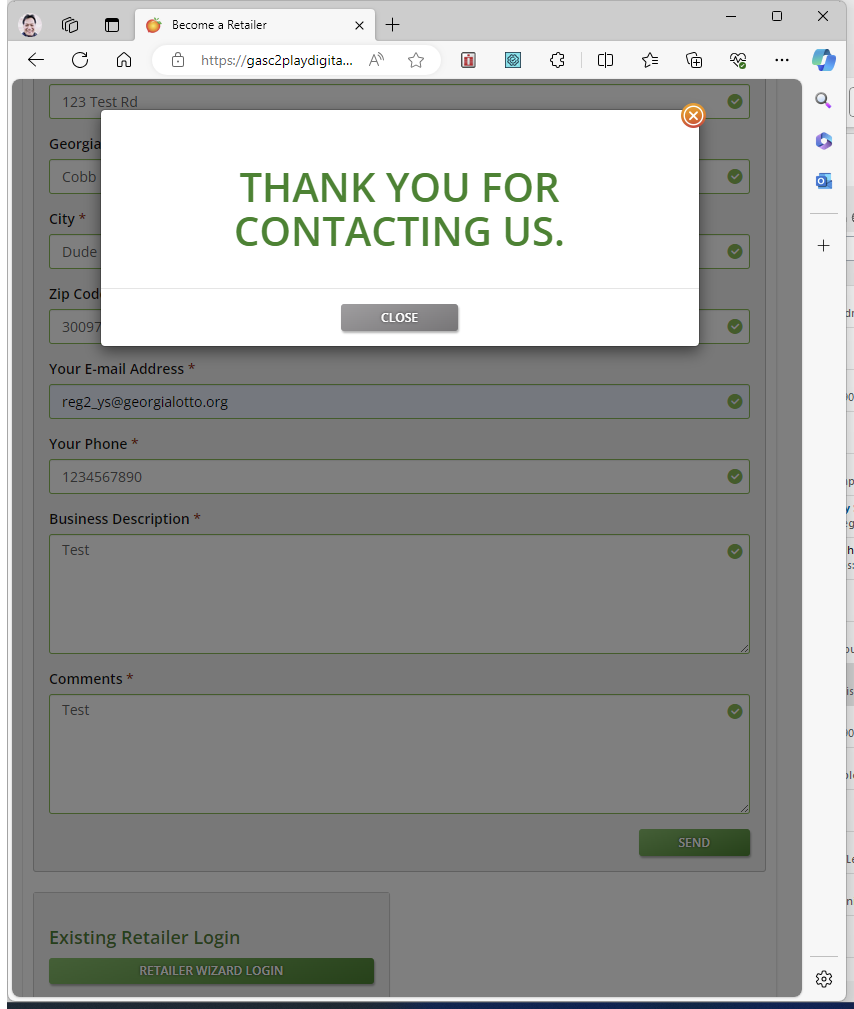 Become a Retailer
https://gasc2playdigita...
123 Test Rd
Georgia
Cobb
City *
Dude
Zip Cod
30097
THANK YOU FOR
CONTACTING US.
CLOSE
Your E-mail Address *
reg2_ys@georgialotto.org
Your Phone *
1234567890
Business Description *
Test
Comments *
Test
SEND
Existing Retailer Login
RETAILER WIZARD LOGIN